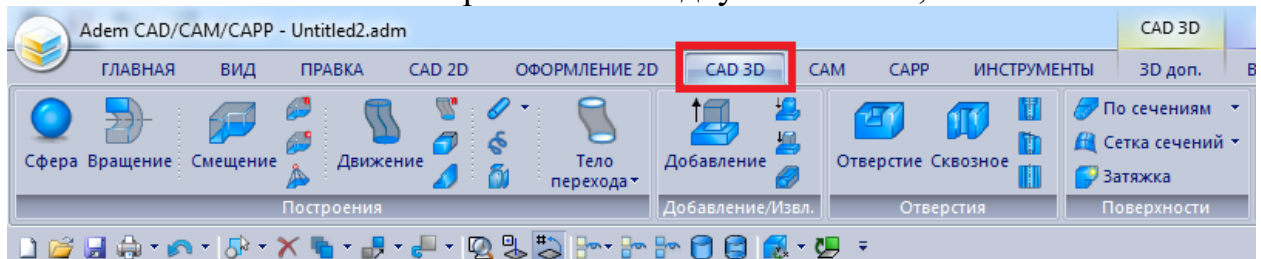 Adem CAD/CAM/CAPP - Untitled2.adm CAD 3D
ГЛАВНАЯ ВИД ПРАВКА CAD 2D ОФОРМЛЕНИЕ 2D CAD 3D CAM CAPP ИНСТРУМЕНТЫ 3D доп. В
По сечениям
Сетка сечений
Сфера Вращение Смещение Движение Тело перехода Добавление Отверстие Сквозное
Затяжка
Построения Добавление/Извл. Отверстия Поверхности